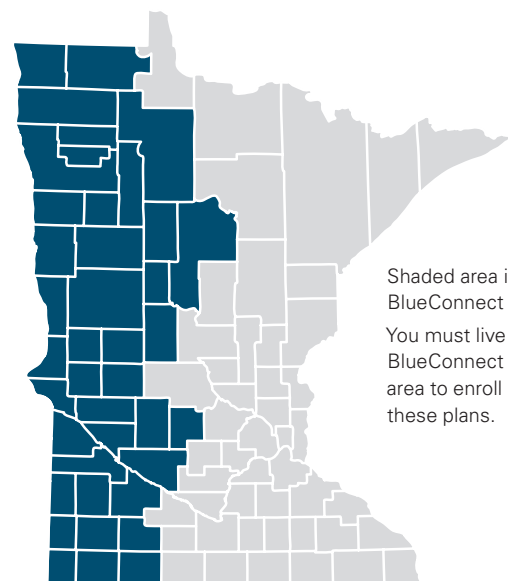 Shaded area i
BlueConnect
You must live
BlueConnect
area to enroll
these plans.